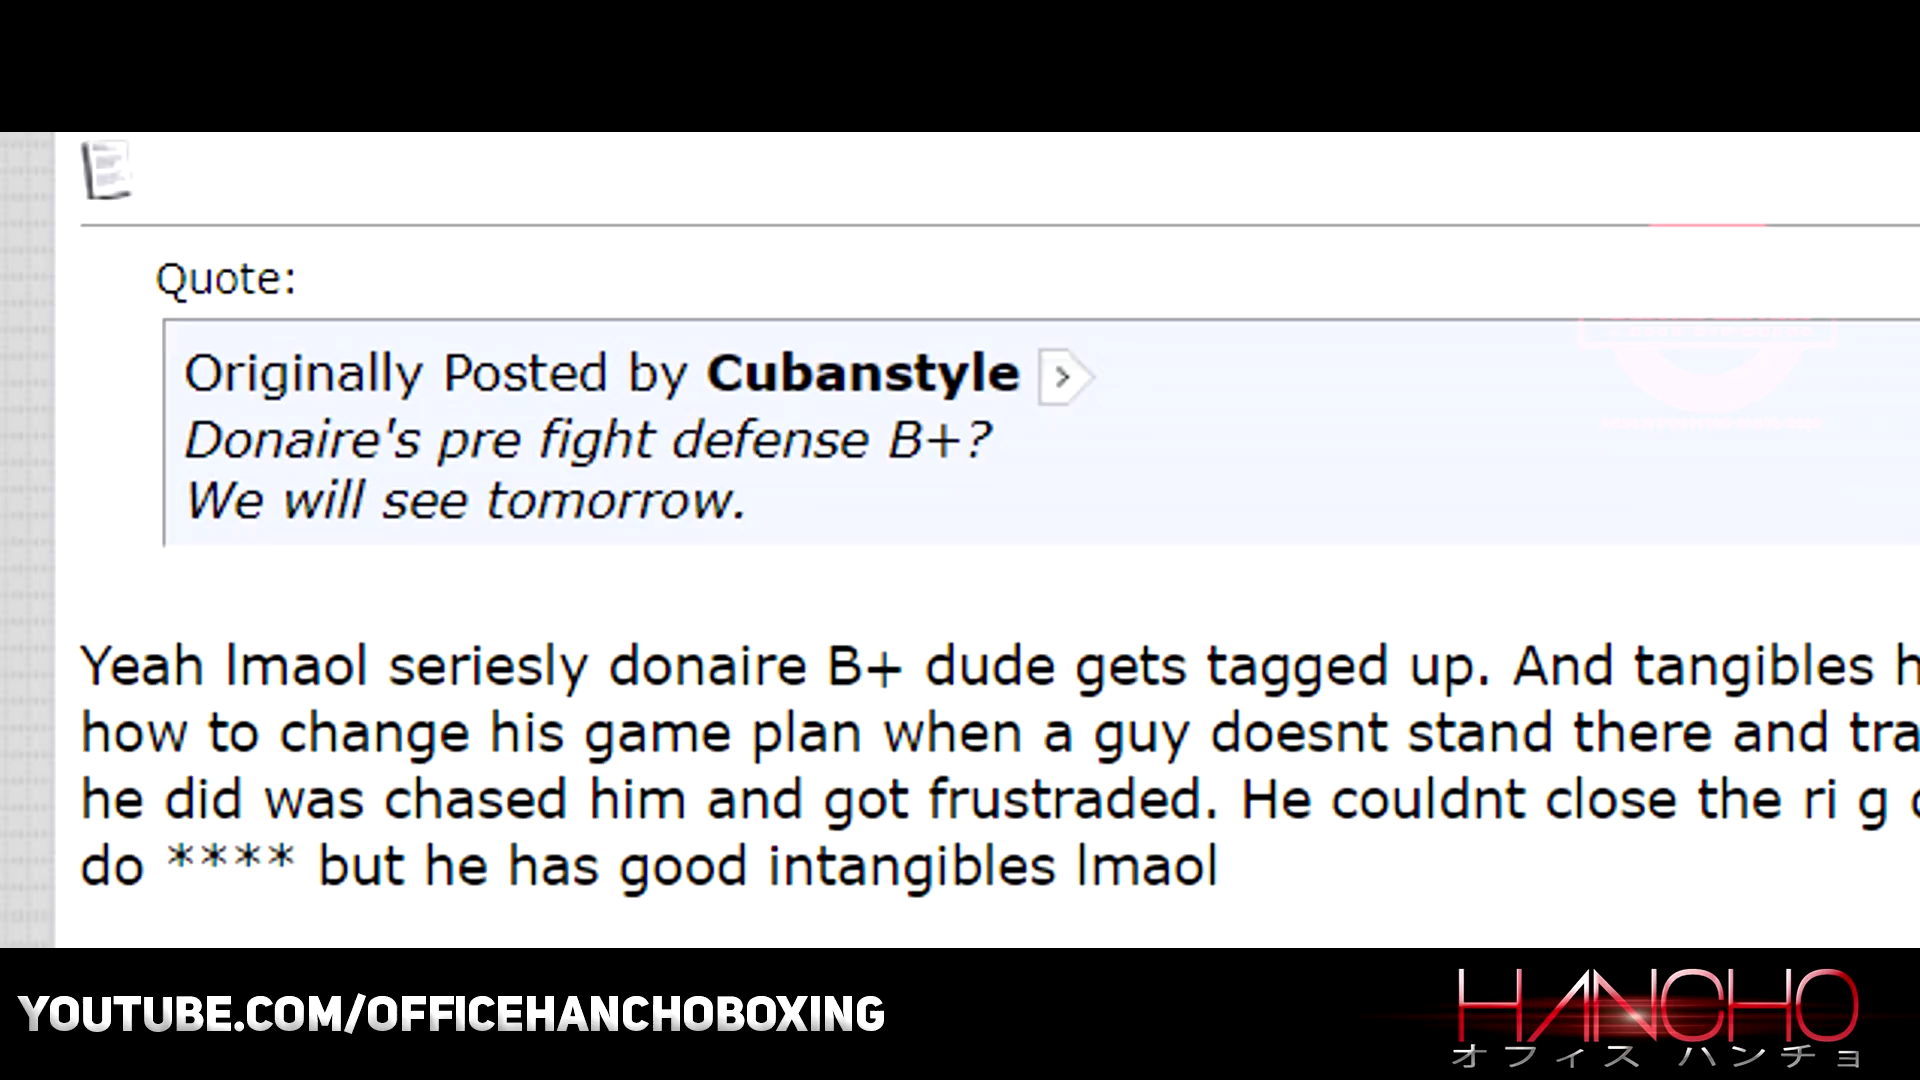 Quote:
Originally Posted by Cubanstyle
Donaire's pre fight defense B+?
We will see tomorrow.
Yeah lmaol seriesly donaire B+ dude gets tagged up. And tangibles h
how to change his game plan when a guy doesnt stand there and tra
he did was chased him and got frustraded. He couldnt close the ri g
do **** but he has good intangibles lmaol
YOUTUBE.COM/OFFICEHANCHOBOXING
HANCHO
オフィス ハンチョ